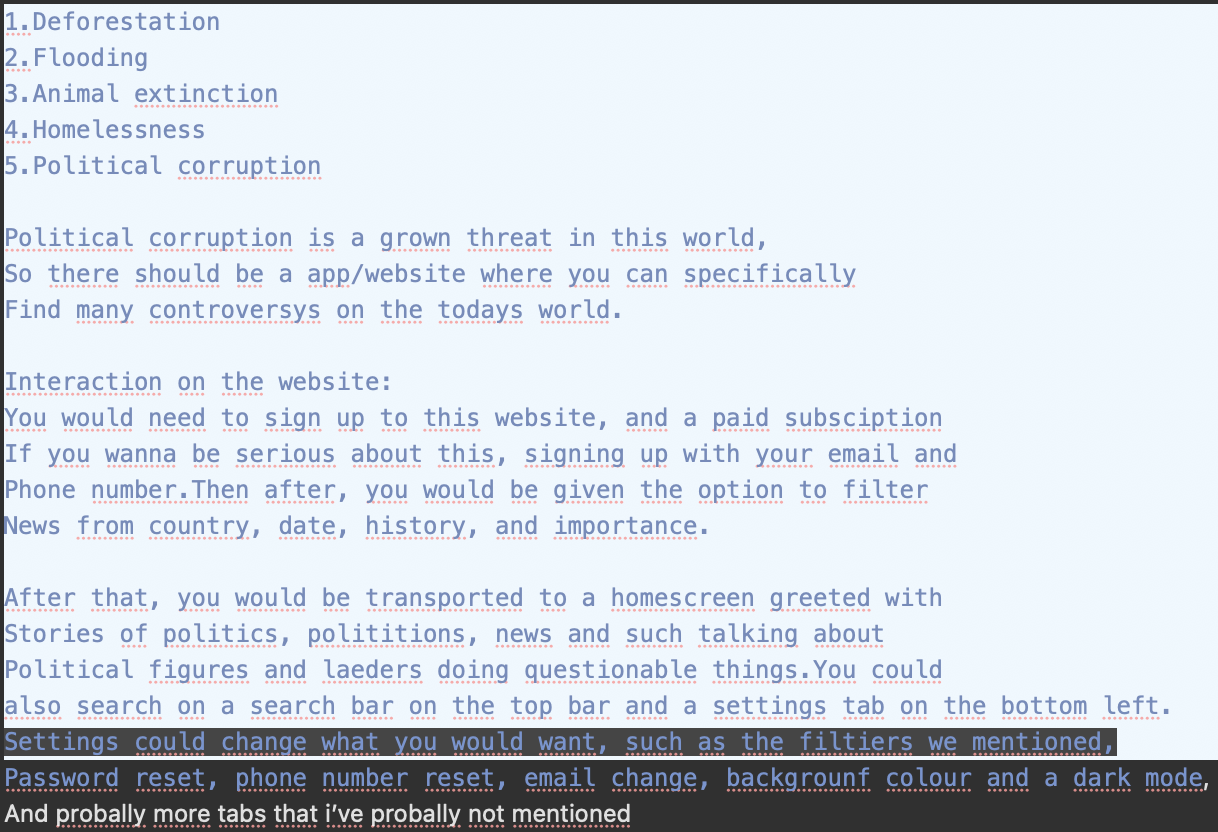 1.Deforestation
2.Flooding
3.Animal extinction
4.Homelessness
5.Political corruption
Political corruption is a grown threat in this world,
So there should be a app/website where you can specifically
Find many controversys on the todays world.
Interaction on the website:
You would need to sign up to this website, and a paid subsciption
If you wanna be serious about this, signing up with your email and
Phone number.Then after, you would be given the option to filter
News from country, date, history, and importance.
After that, you would be transported to a homescreen greeted with
Stories of politics, polititions, news and such talking about
Political figures and laeders doing questionable things.You could
also search on a search bar on the top bar and a settings tab on the bottom left.
Settings could change what you would want, such as the filtiers we mentioned,
Password reset, phone number reset, email change, backgrounf colour and a dark mode,
And probally more tabs that i’ve probally not mentioned